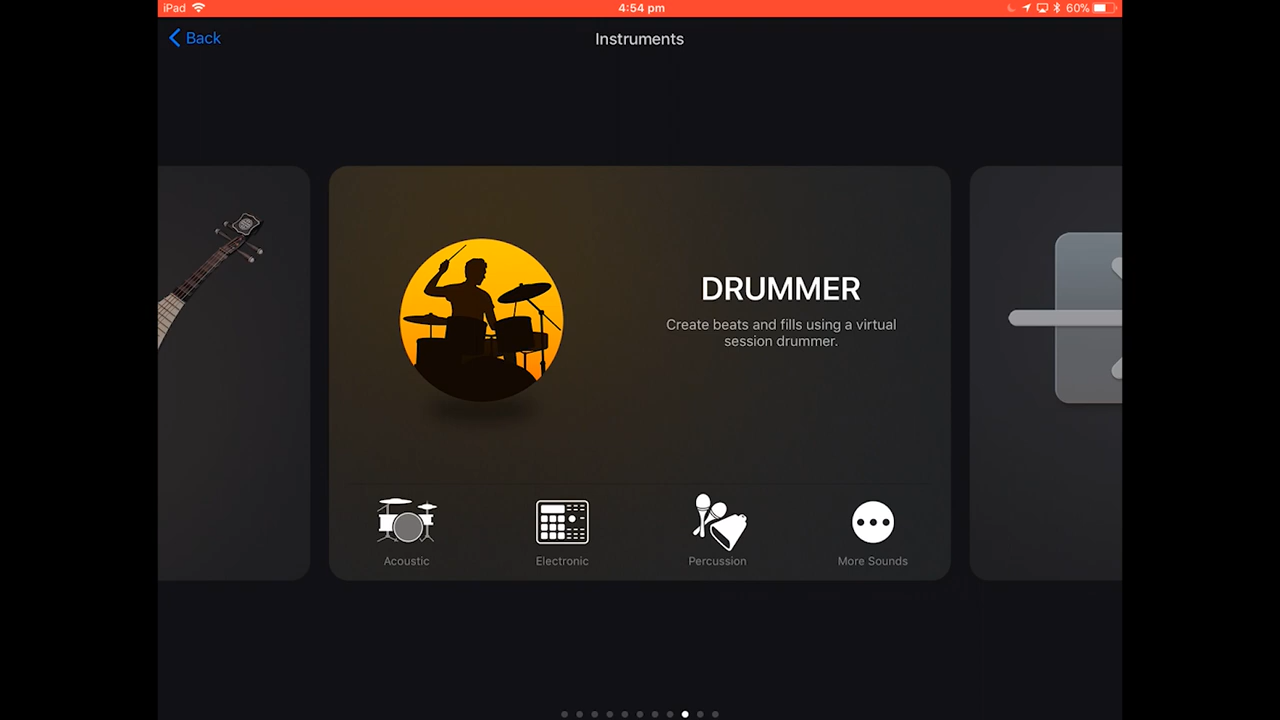 iPad
4:54 pm
60%
Back
Instruments
DRUMMER
Create beats and fills using a virtual
session drummer.
Acoustic
Electronic
Percussion
More Sounds